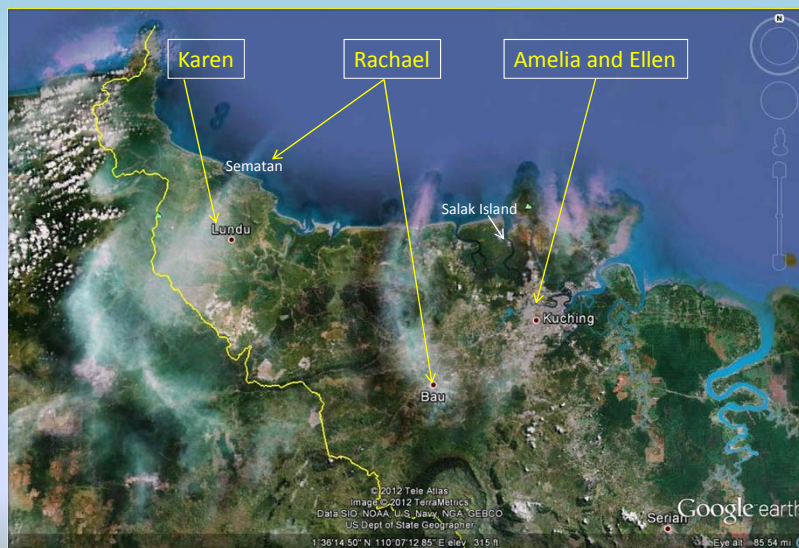 N
Karen
Rachael
Amelia and Ellen
Sematan
Salak Island
Lundu
Kuching
Bau
© 2012 Tele Atlas
Image © 2012 TerraMetrics
Data SIO, NOAA, U.S. Navy, NGA, GEBCO
US Dept of State Geographer
Google earth
Serian
1°36'14.50" N 110°07'12.85" E elev 315 ft
Eye alt 85.54 mi